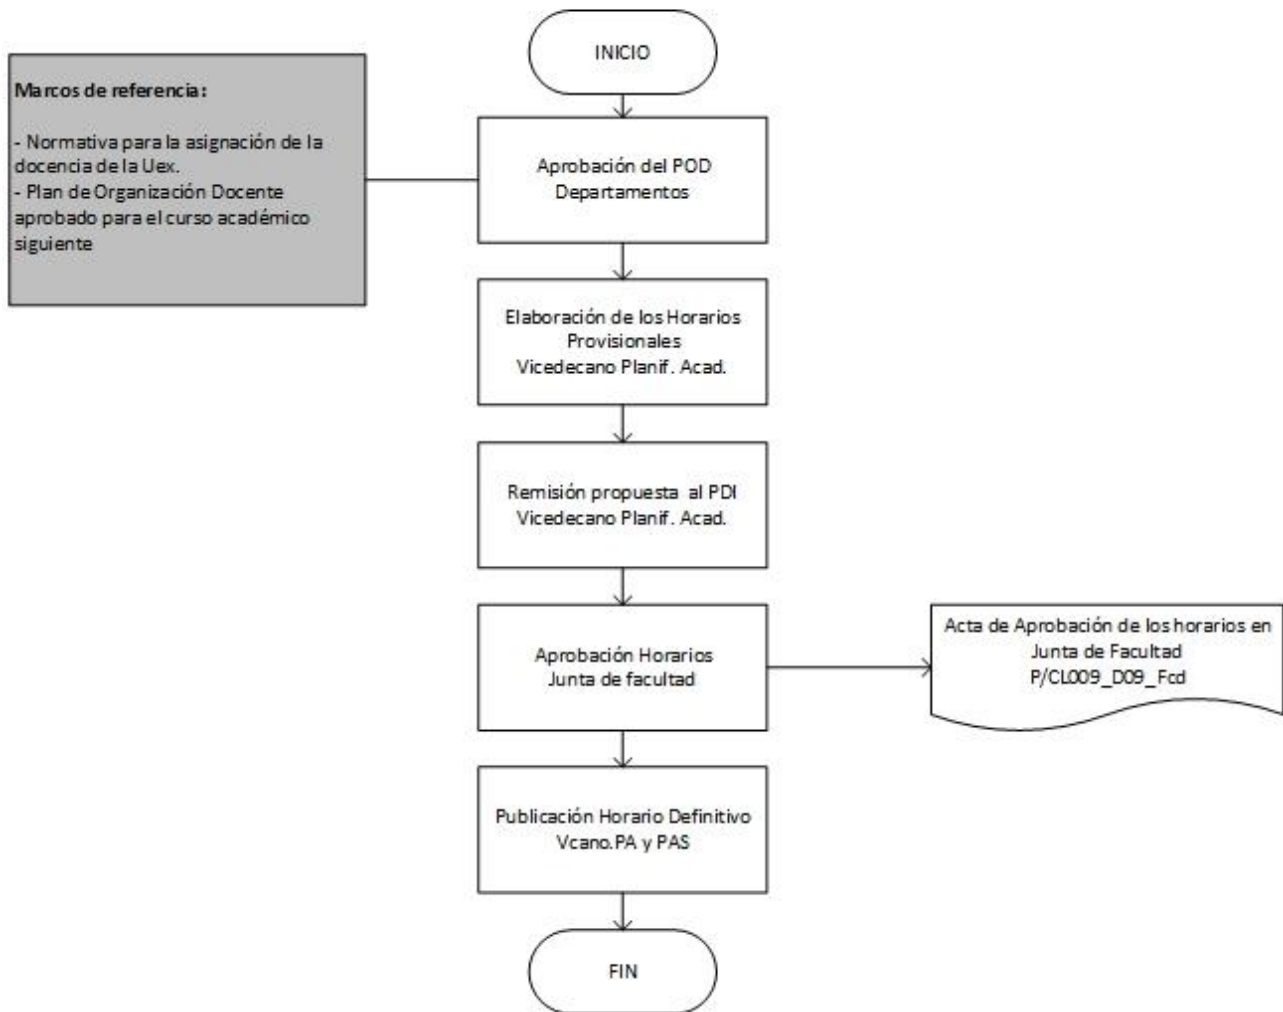 INICIO
Marcos de referencia:
- Normativa para la asignación de la
docencia de la Uex.
- Plan de Organización Docente
aprobado para el curso académico
siguiente
Aprobación del POD
Departamentos
Elaboración de los Horarios
Provisionales
Vicedecano Planif. Acad.
Remisión propuesta al PDI
Vicedecano Planif. Acad.
Aprobación Horarios
Junta de facultad
Acta de Aprobación de los horarios en
Junta de Facultad
P/CL009_D09_Fcd
Publicación Horario Definitivo
Vcano.PA y PAS
FIN